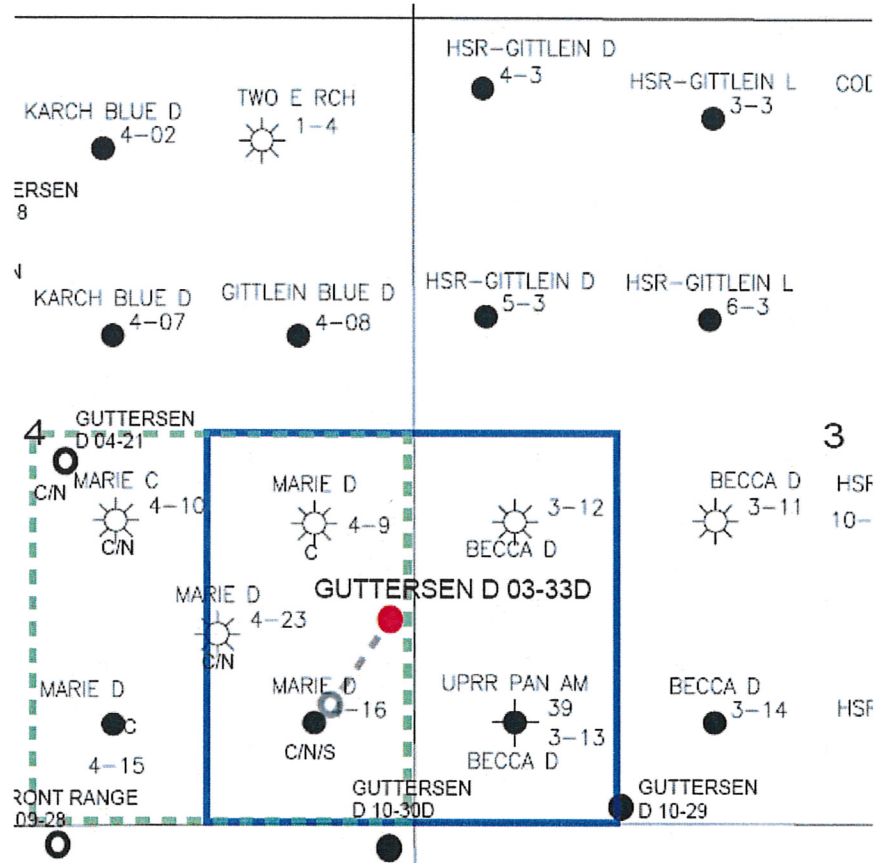 HSR-GITTLEIN D
4-3
HSR-GITTLEIN L
3-3
TWO E RCH
1-4
KARCH BLUE D
4-02
ERSEN
8
N
KARCH BLUE D
4-07
GITTLEIN BLUE D
4-08
HSR-GITTLEIN D
5-3
HSR-GITTLEIN L
6-3
4
GUTTERSEN
D 04-21
3
C/N
MARIE C
4-10
C/N
MARIE D
4-9
C
3-12
BECCA D
BECCA D
3-11
HSR
10-
GUTTERSEN D 03-33D
MARIE D
4-23
C/N
MARIE D
C
4-15
MARIE D
-16
C/N/S
UPRR PAN AM
39
3-13
BECCA D
BECCA D
3-14
HSR
RONT RANGE
09-28
GUTTERSEN
D 10-30D
GUTTERSEN
D 10-29